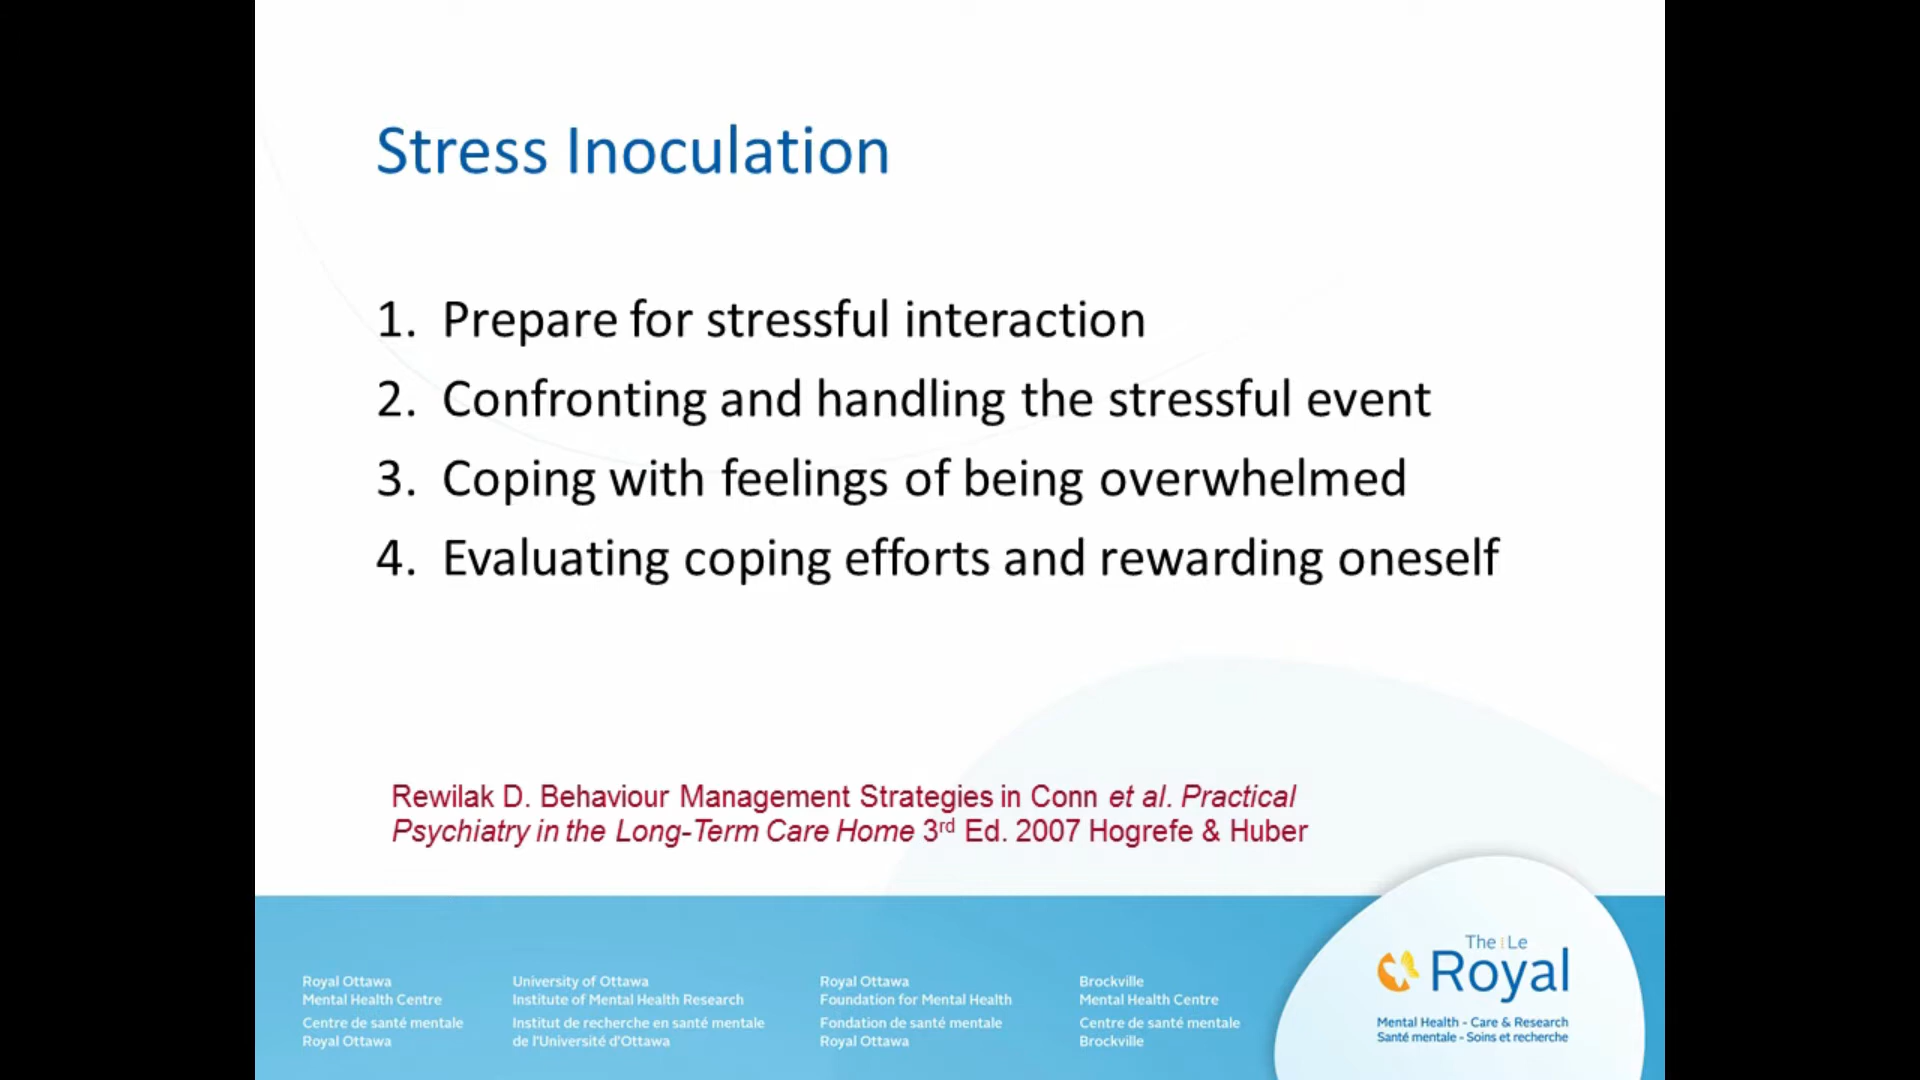 Stress Inoculation
1. Prepare for stressful interaction
2. Confronting and handling the stressful event
3. Coping with feelings of being overwhelmed
4. Evaluating coping efforts and rewarding oneself
Rewilak D. Behaviour Management Strategies in Conn et al. Practical
Psychiatry in the Long-Term Care Home 3rd Ed. 2007 Hogrefe & Huber
Royal Ottawa
Mental Health Centre
Centre de santé mentale
Royal Ottawa
University of Ottawa
Institute of Mental Health Research
Institut de recherche en santé mentale
de l'Université d'Ottawa
Royal Ottawa
Foundation for Mental Health
Fondation de santé mentale
Royal Ottawa
Brockville
Mental Health Centre
Centre de santé mentale
Brockville
The Le
Royal
Mental Health - Care & Research
Santé mentale - Soins et recherche